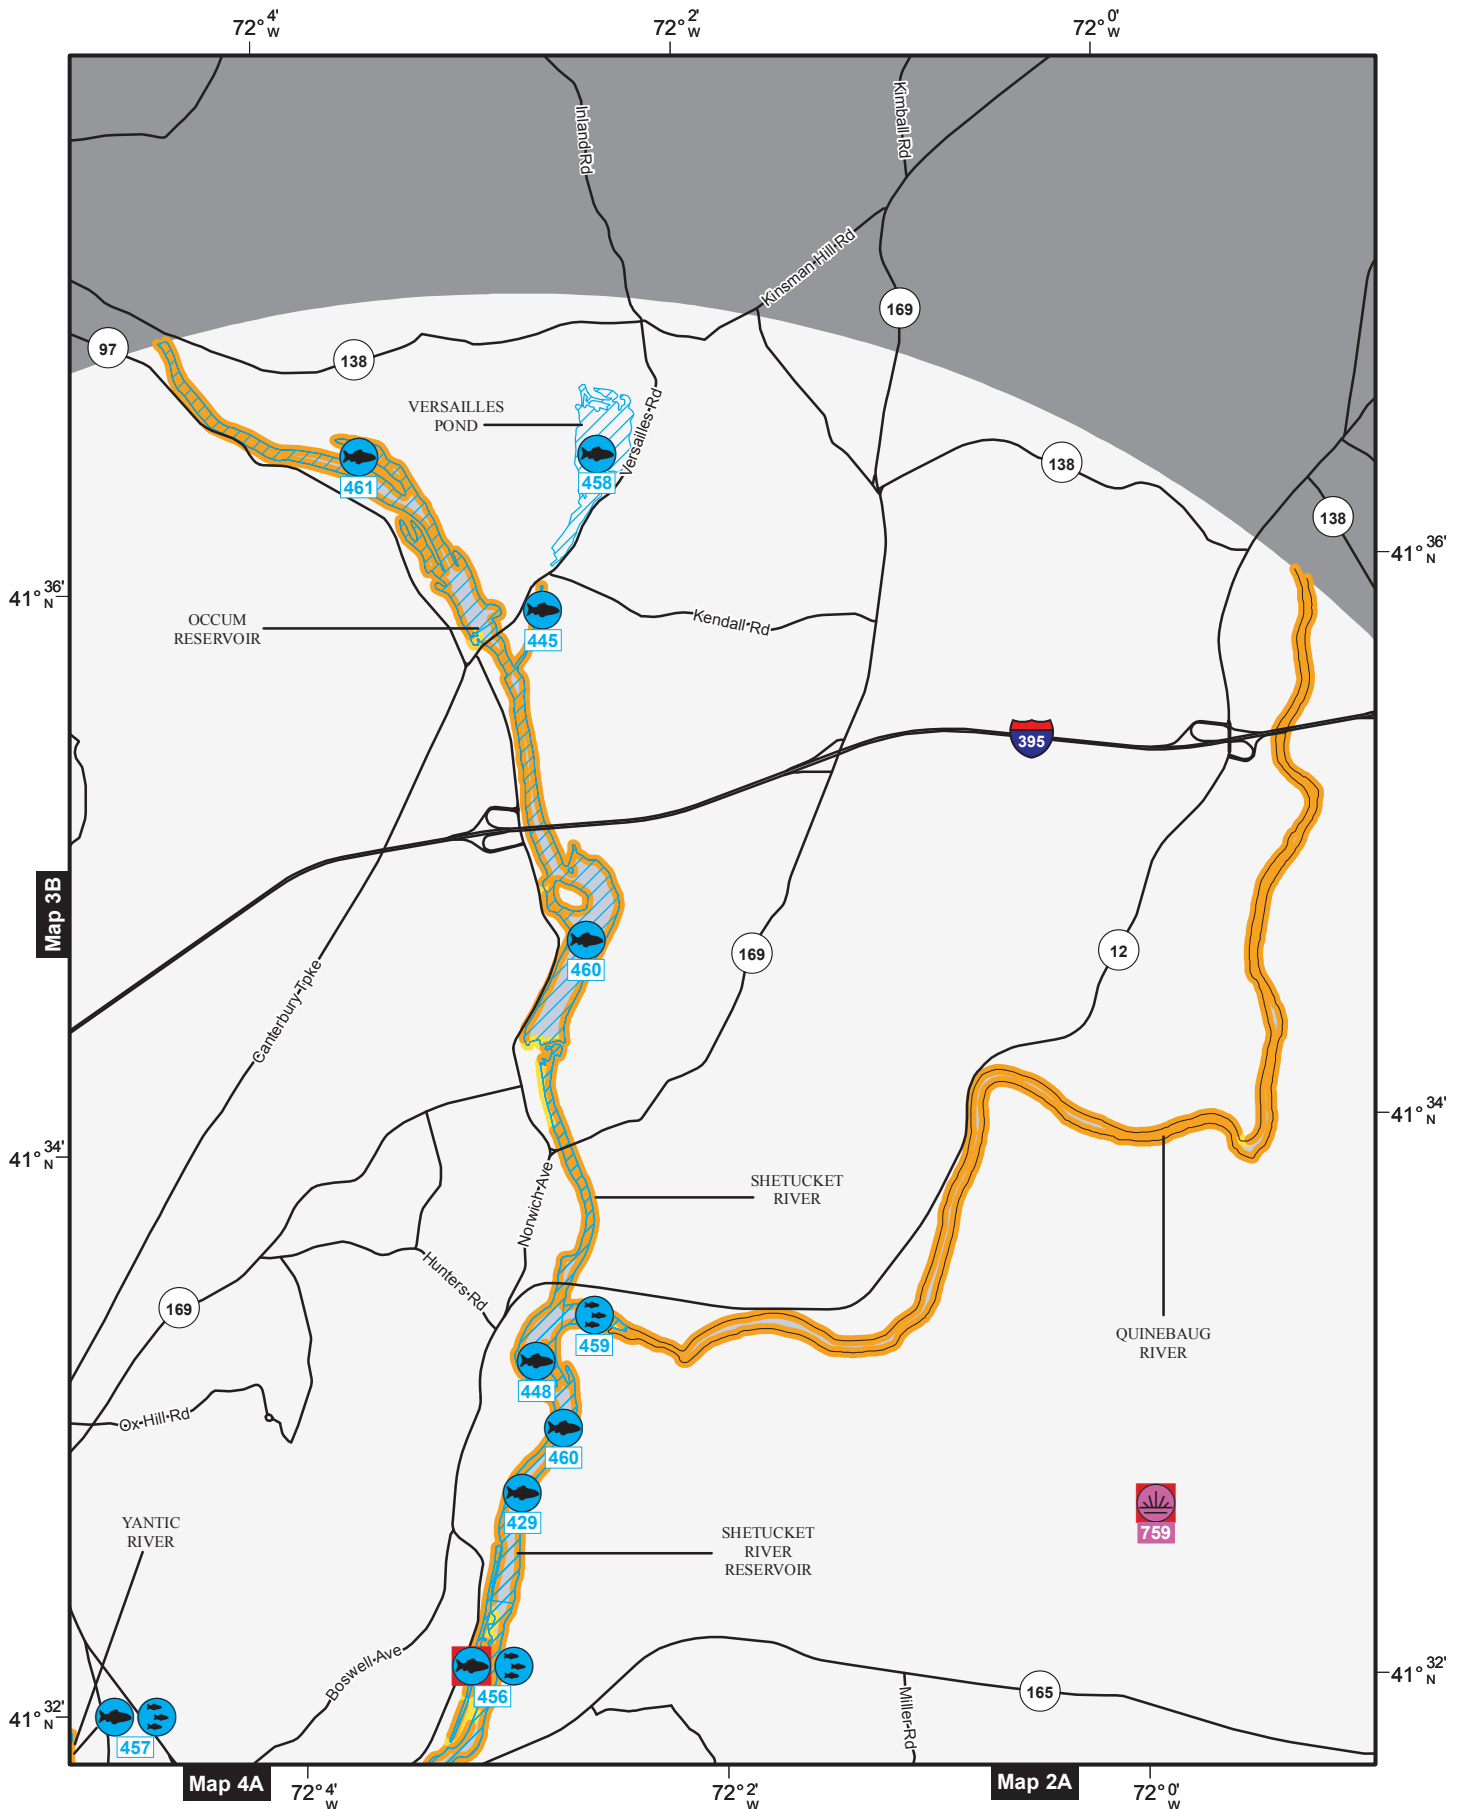 72° 4' W
72° 2' W
72° 0' W
Inland Rd
Kimball Rd
Kinsman Hill Rd
169
97
138
VERSAILLES
POND
Versailles Rd
461
458
138
138
41° 36' N
41° 36' N
OCCUM
RESERVOIR
445
Kendall Rd
395
Map 3B
460
169
12
Canterbury Tpke
41° 34' N
41° 34' N
SHETUCKET
RIVER
Norwich Ave
Hunters Rd
169
459
QUINEBAUG
RIVER
448
Ox Hill Rd
460
429
759
YANTIC
RIVER
SHETUCKET
RIVER
RESERVOIR
Boswell Ave
456
165
Miller Rd
41° 32' N
41° 32' N
457
Map 4A
Map 2A
72° 4' W
72° 2' W
72° 0' W